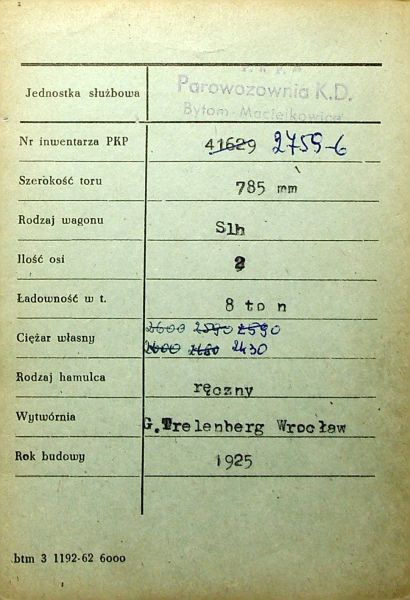 Parowozownia K.D.
Jednostka służbowa
Bytom-Maciejkowice
Nr inwentarza PKP 41629 2755-6
Szerokość toru 785 mm
Rodzaj wagonu Slh
Ilość osi 2
Ładowność w t. 8 ton
2600 2590 2590
Ciężar własny
2600 2480 2430
Rodzaj hamulca ręczny
Wytwórnia G.Trelenberg Wrocław
Rok budowy 1925
btm 3 1192-62 6000